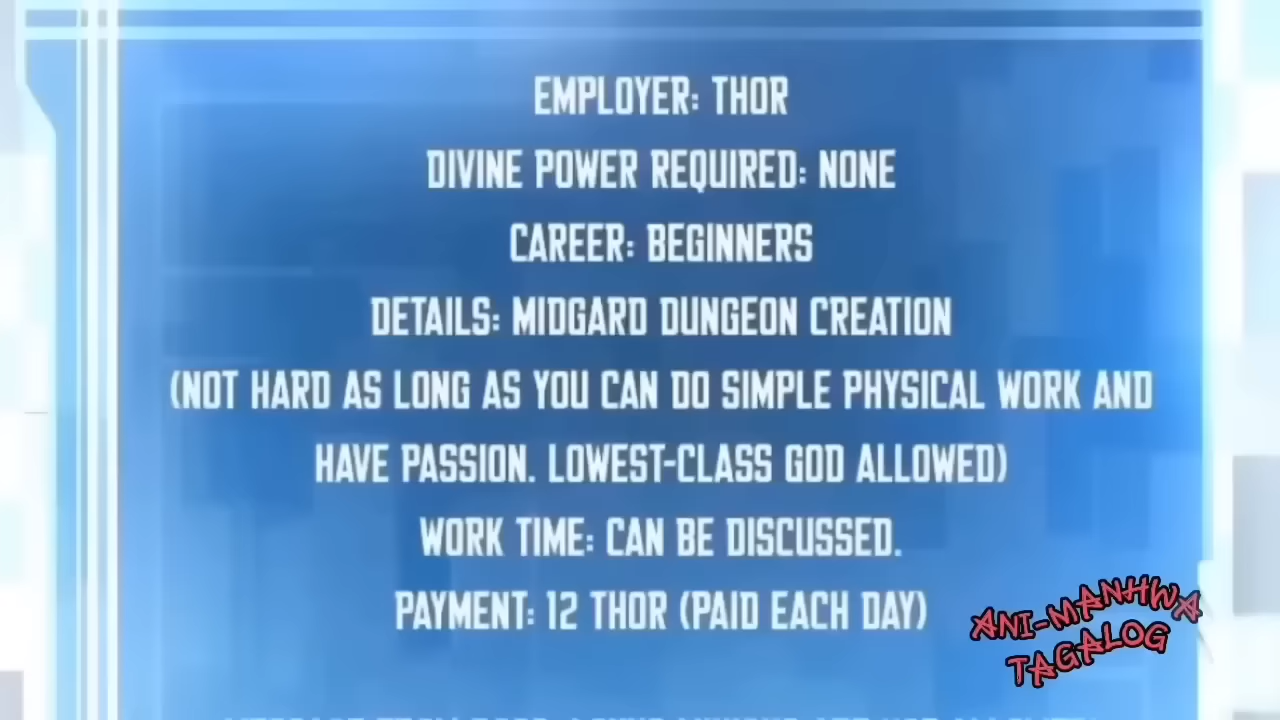 EMPLOYER: THOR
DIVINE POWER REQUIRED: NONE
CAREER: BEGINNERS
DETAILS: MIDGARD DUNGEON CREATION
(NOT HARD AS LONG AS YOU CAN DO SIMPLE PHYSICAL WORK AND
HAVE PASSION. LOWEST-CLASS GOD ALLOWED)
WORK TIME: CAN BE DISCUSSED.
PAYMENT: 12 THOR (PAID EACH DAY)
ANI-MANHWA
TAGALOG